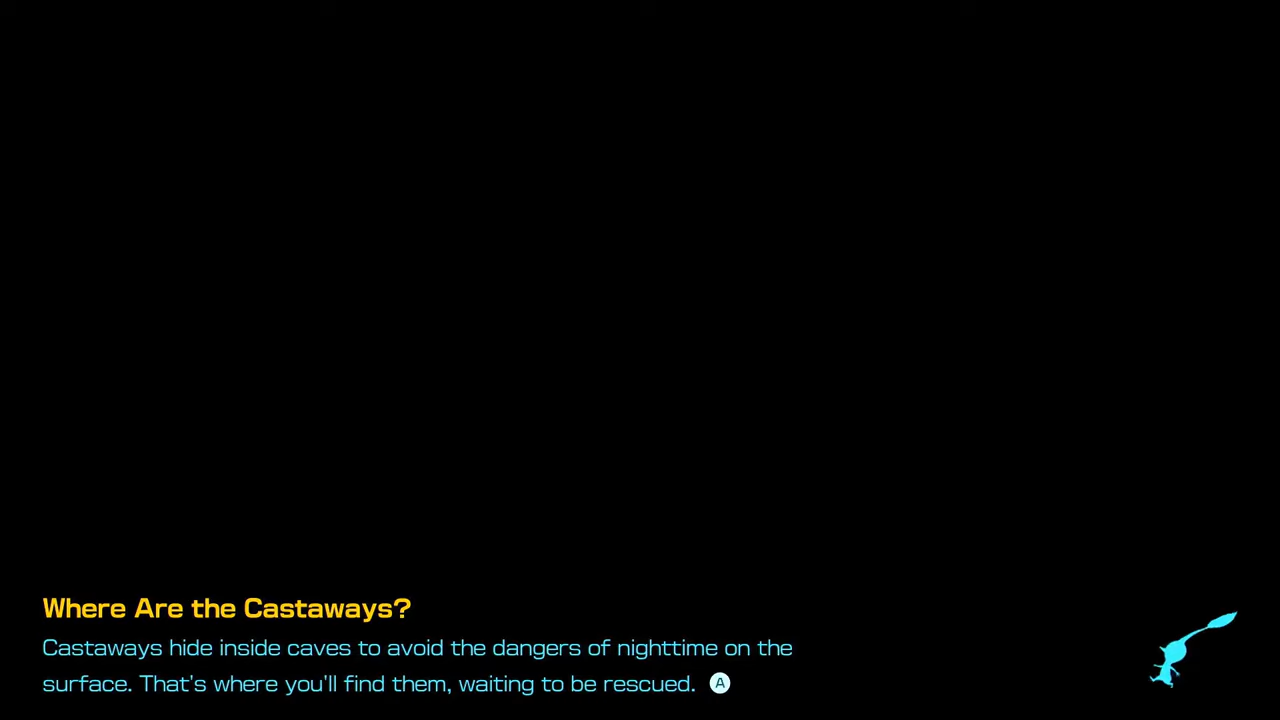 Where Are the Castaways?
Castaways hide inside caves to avoid the dangers of nighttime on the
surface. That's where you'll find them, waiting to be rescued. A